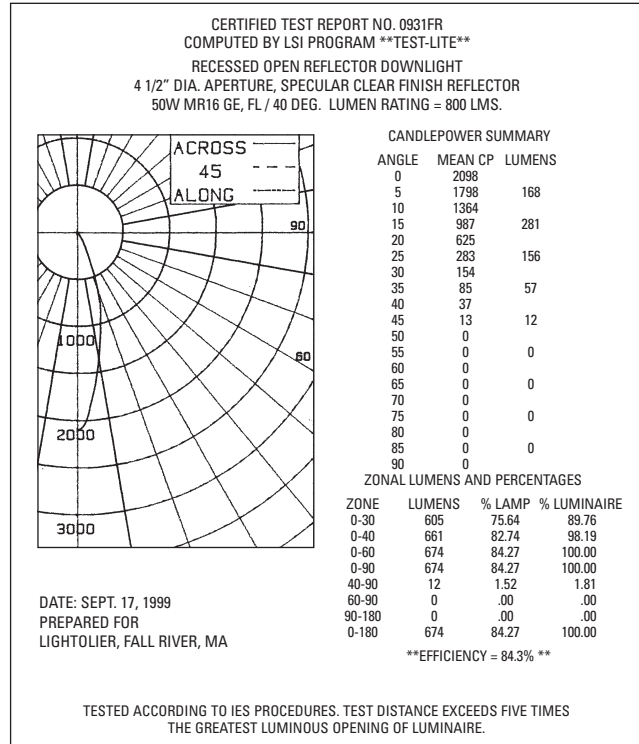 CERTIFIED TEST REPORT NO. 0931FR
COMPUTED BY LSI PROGRAM **TEST-LITE**
RECESSED OPEN REFLECTOR DOWNLIGHT
4 1/2” DIA. APERTURE, SPECULAR CLEAR FINISH REFLECTOR
50W MR16 GE, FL / 40 DEG. LUMEN RATING = 800 LMS.
ACROSS
45
ALONG
90
60
1000
2000
3000
CANDLEPOWER SUMMARY
ANGLE MEAN CP LUMENS
0 2098
5 1798 168
10 1364
15 987 281
20 625
25 283 156
30 154
35 85 57
40 37
45 13 12
50 0
55 0 0
60 0
65 0 0
70 0
75 0 0
80 0
85 0 0
90 0
ZONAL LUMENS AND PERCENTAGES
ZONE LUMENS % LAMP % LUMINAIRE
0-30 605 75.64 89.76
0-40 661 82.74 98.19
0-60 674 84.27 100.00
0-90 674 84.27 100.00
40-90 12 1.52 1.81
60-90 0 .00 .00
90-180 0 .00 .00
0-180 674 84.27 100.00
**EFFICIENCY = 84.3% **
DATE: SEPT. 17, 1999
PREPARED FOR
LIGHTOLIER, FALL RIVER, MA
TESTED ACCORDING TO IES PROCEDURES. TEST DISTANCE EXCEEDS FIVE TIMES
THE GREATEST LUMINOUS OPENING OF LUMINAIRE.